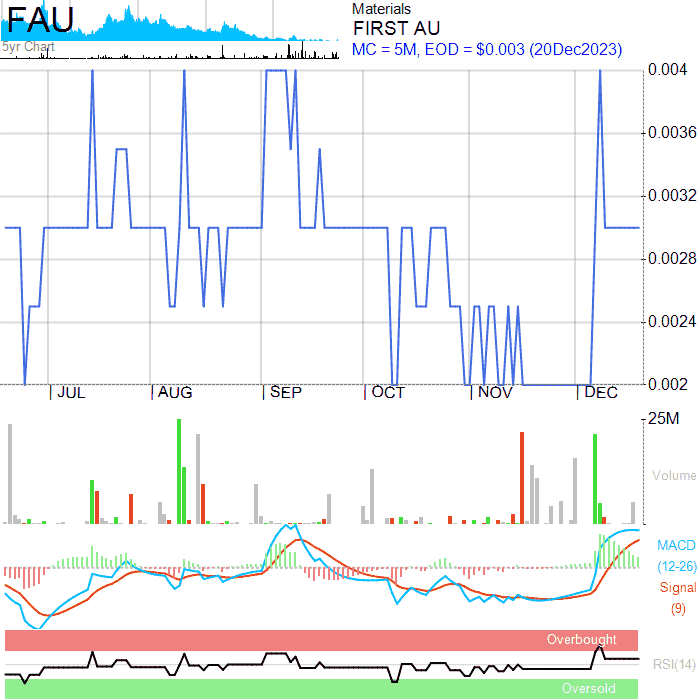 FAU
5yr Chart
Materials
FIRST AU
MC = 5M, EOD = $0.003 (20Dec2023)
0.004
0.0036
0.0032
0.0028
0.0024
0.002
JUL AUG SEP OCT NOV DEC
25M
Volume
MACD
(12-26)
Signal
(9)
Overbought
RSI(14)
Oversold